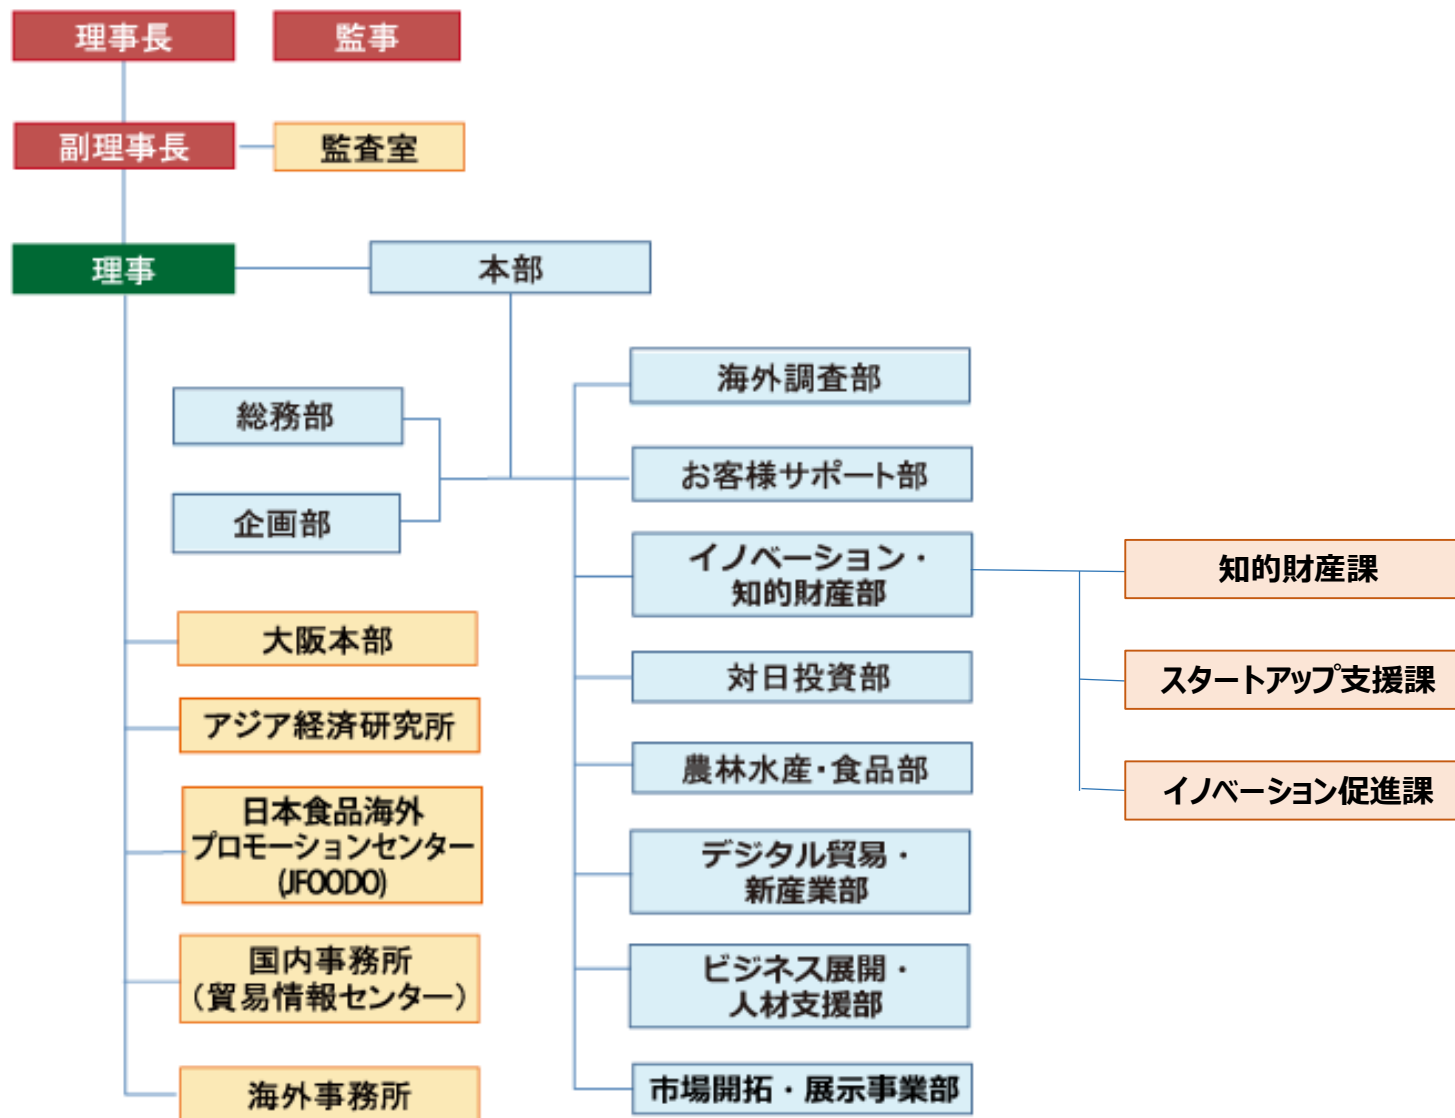 理事長
監事
副理事長
監査室
理事
本部
総務部
企画部
大阪本部
アジア経済研究所
日本食品海外
プロモーションセンター
(JFOODO)
国内事務所
（貿易情報センター）
海外事務所
海外調査部
お客様サポート部
イノベーション・
知的財産部
対日投資部
農林水産・食品部
デジタル貿易・
新産業部
ビジネス展開・
人材支援部
市場開拓・展示事業部
知的財産課
スタートアップ支援課
イノベーション促進課